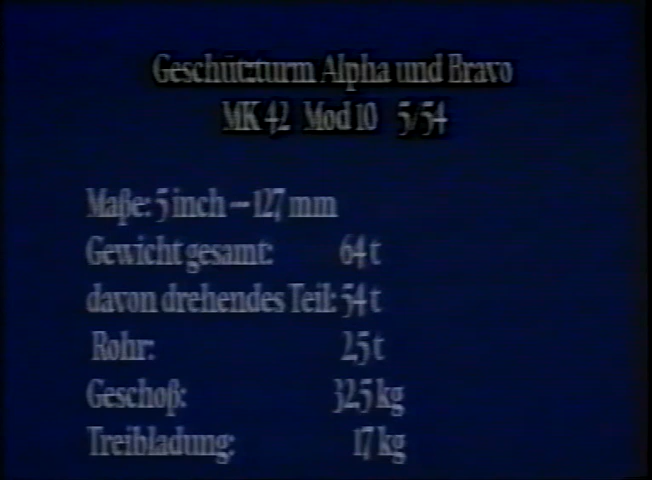 Geschützturm Alpha und Bravo
MK 42 Mod 10 5/54
Maße: 5 inch – 127 mm
Gewicht gesamt: 64 t
davon drehendes Teil: 54 t
Rohr: 2,5 t
Geschoß: 32,5 kg
Treibladung: 17 kg